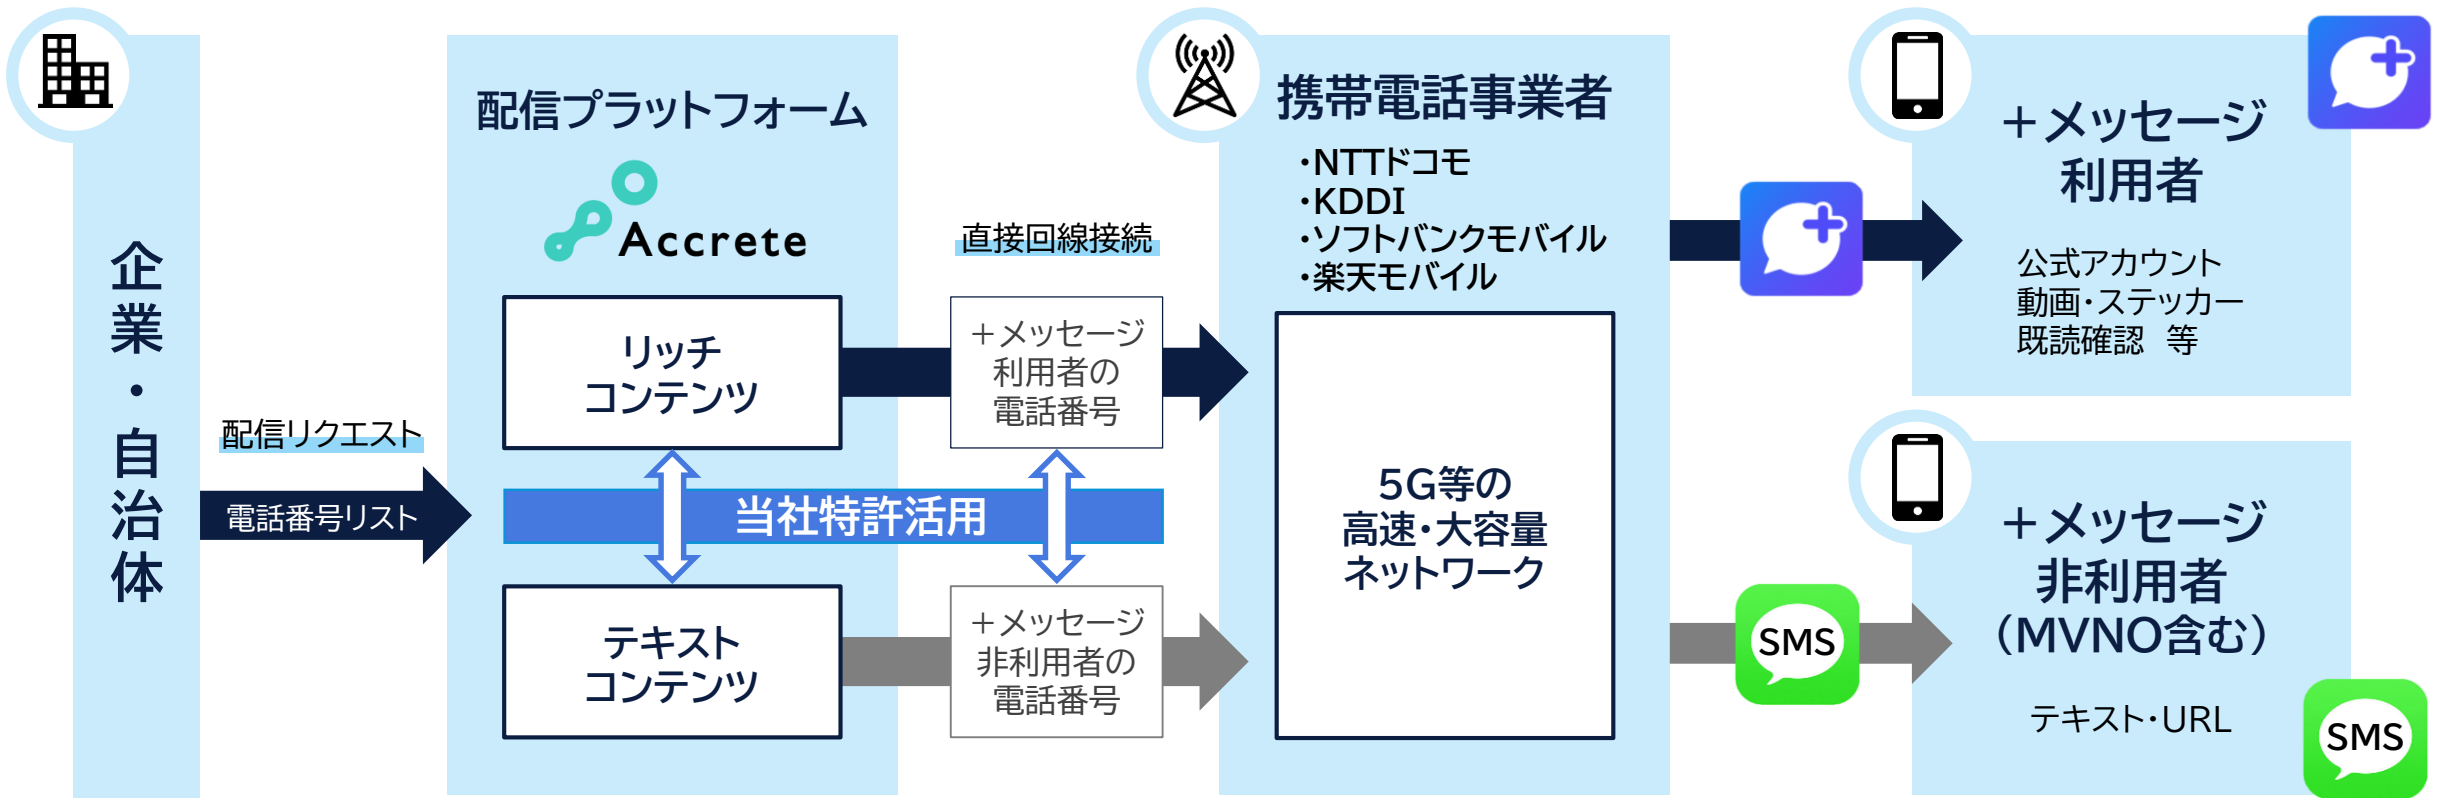 企業・自治体
配信リクエスト
電話番号リスト
配信プラットフォーム
Accrete
リッチ
コンテンツ
当社特許活用
テキスト
コンテンツ
直接回線接続
＋メッセージ
利用者の
電話番号
＋メッセージ
非利用者の
電話番号
携帯電話事業者
・NTTドコモ
・KDDI
・ソフトバンクモバイル
・楽天モバイル
5G等の
高速・大容量
ネットワーク
SMS
＋メッセージ
利用者
公式アカウント
動画・ステッカー
既読確認　等
＋メッセージ
非利用者
（MVNO含む）
テキスト・URL
SMS